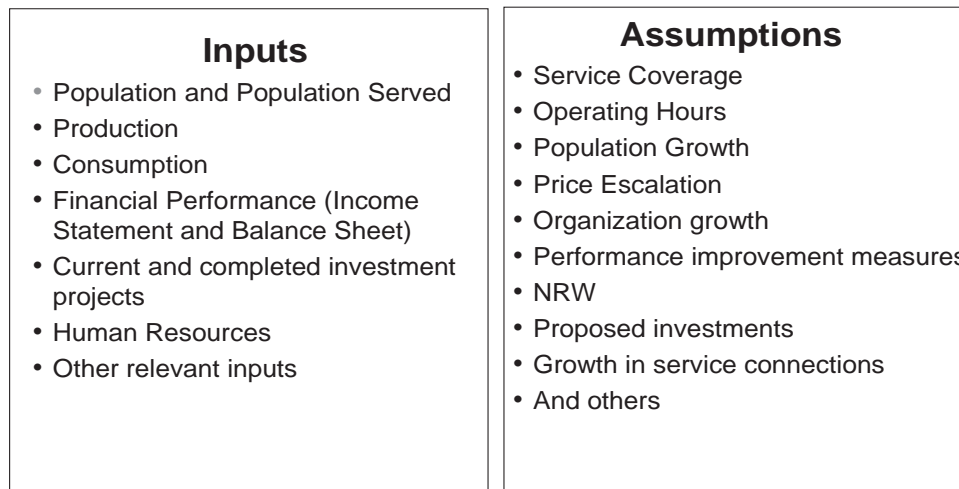 Inputs
• Population and Population Served
• Production
• Consumption
• Financial Performance (Income
Statement and Balance Sheet)
• Current and completed investment
projects
• Human Resources
• Other relevant inputs
Assumptions
• Service Coverage
• Operating Hours
• Population Growth
• Price Escalation
• Organization growth
• Performance improvement measures
• NRW
• Proposed investments
• Growth in service connections
• And others